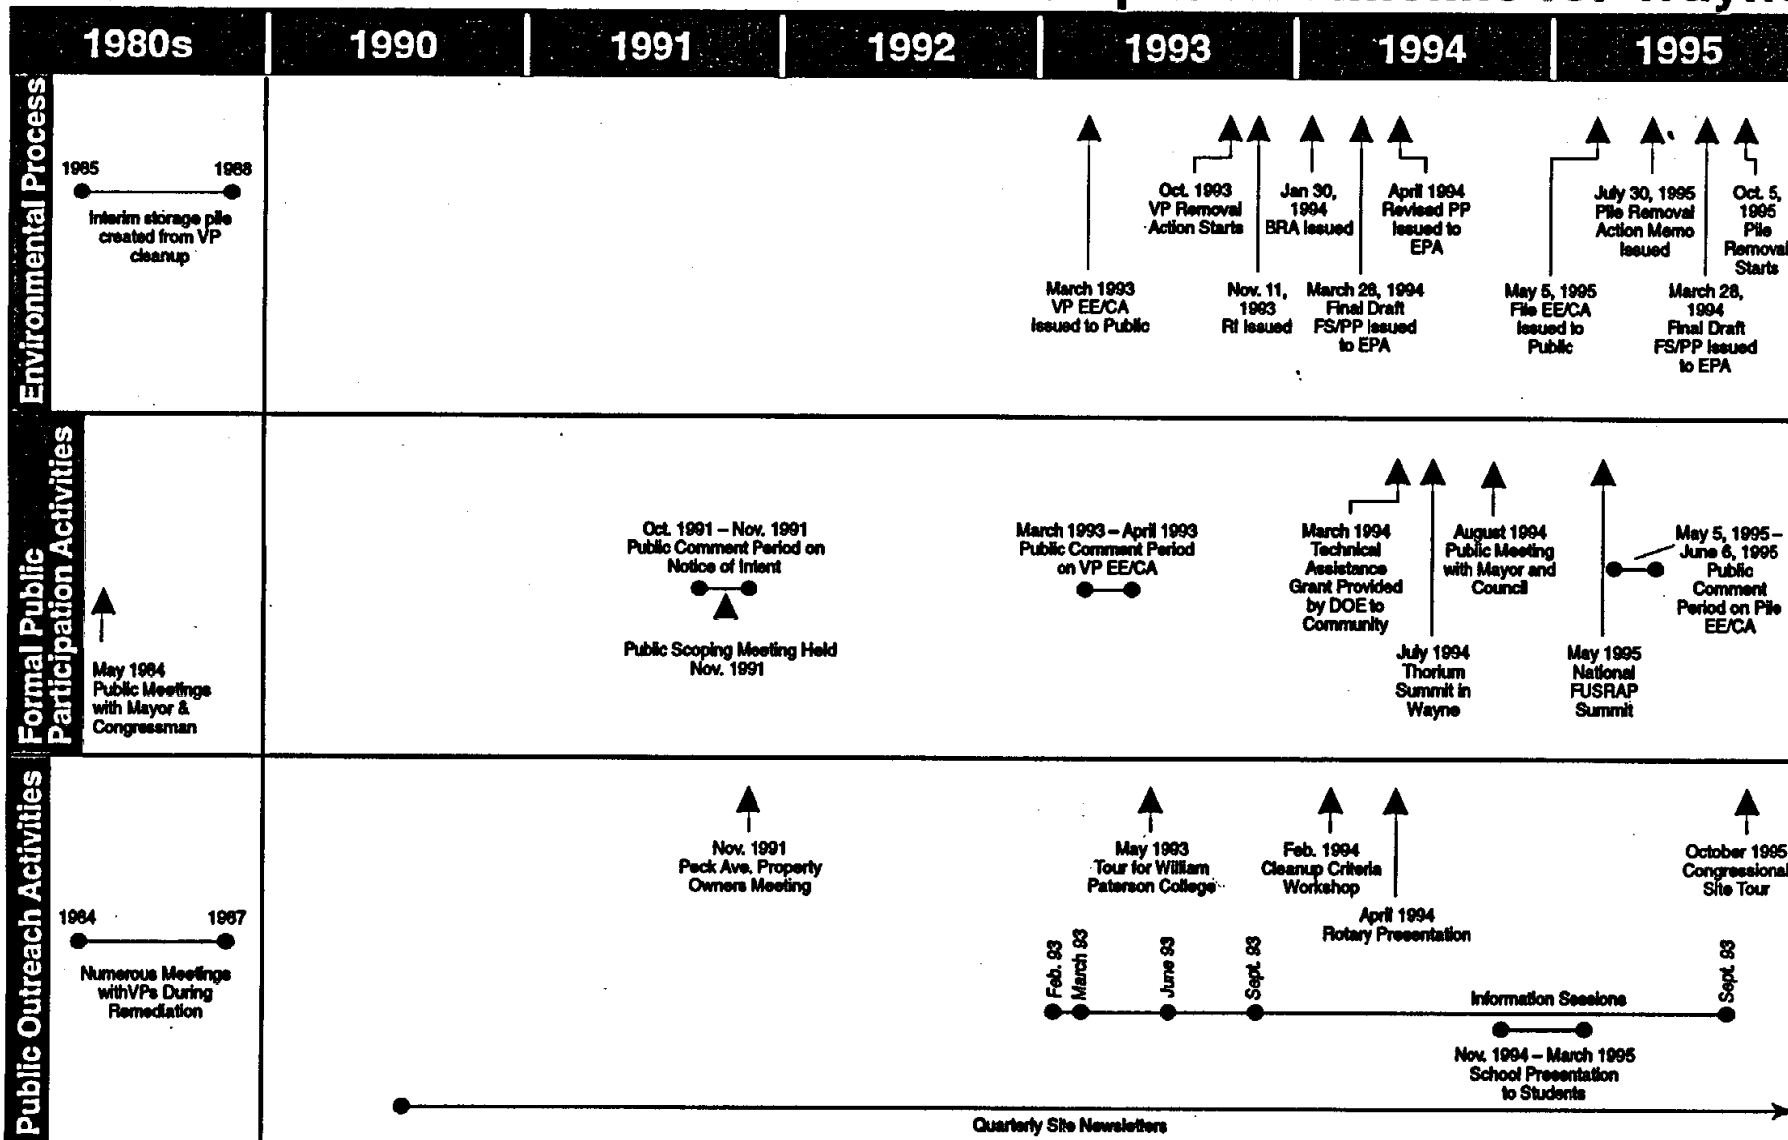 1980s
1990
1991
1992
1993
1994
1995
Environmental Process
1985
1988
Interim storage pile
created from VP
cleanup
Oct. 1993
VP Removal
Action Starts
Jan 30,
1994
BRA Issued
April 1994
Revised PP
Issued to
EPA
July 30, 1995
Pile Removal
Action Memo
Issued
Oct. 5,
1995
Pile
Removal
Starts
March 1993
VP EE/CA
Issued to Public
Nov. 11,
1993
RI Issued
March 28, 1994
Final Draft
FS/PP Issued
to EPA
May 5, 1995
File EE/CA
Issued to
Public
March 28,
1994
Final Draft
FS/PP Issued
to EPA
Formal Public
Participation Activities
May 1984
Public Meetings
with Mayor &
Congressman
Oct. 1991 – Nov. 1991
Public Comment Period on
Notice of Intent
Public Scoping Meeting Held
Nov. 1991
March 1993 – April 1993
Public Comment Period
on VP EE/CA
March 1994
Technical
Assistance
Grant Provided
by DOE to
Community
July 1994
Thorium
Summit in
Wayne
August 1994
Public Meeting
with Mayor and
Council
May 1995
National
FUSRAP
Summit
May 5, 1995 –
June 6, 1995
Public
Comment
Period on Pile
EE/CA
Public Outreach Activities
1984
1987
Numerous Meetings
withVPs During
Remediation
Nov. 1991
Peck Ave. Property
Owners Meeting
May 1993
Tour for William
Paterson College
Feb. 1994
Cleanup Criteria
Workshop
April 1994
Rotary Presentation
October 1995
Congressional
Site Tour
Feb. 93
March 93
June 93
Sept. 93
Sept. 93
Information Sessions
Nov. 1994 – March 1995
School Presentation
to Students
Quarterly Site Newsletters